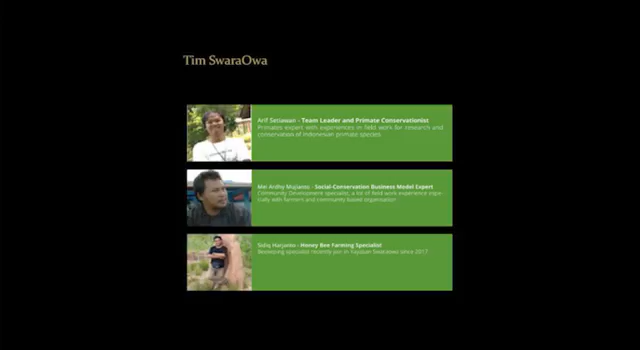 Tim SwaraOwa
Arif Setiawan - Team Leader and Primate Conservationist
Primates expert with experiences in field work for research and
conservation of Indonesian primate species
Mei Ardhy Mujianto - Social-Conservation Business Model Expert
Community Development specialist, a lot of field work experience espe-
cially with farmers and community based organisation
Sidiq Harjanto - Honey Bee Farming Specialist
Beekeeping specialist recently join in Yayasan Swaraowa since 2017